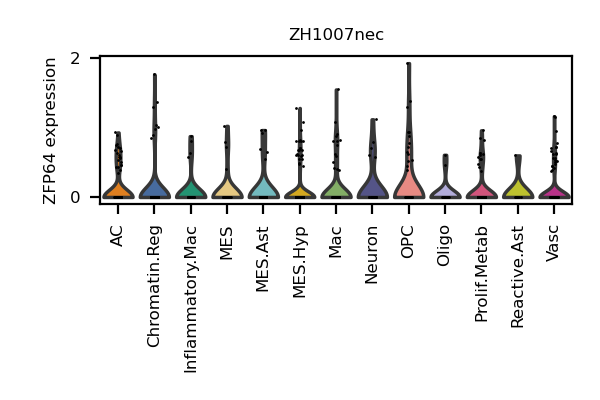 ZH1007nec
ZFP64 expression
2
0
AC
Chromatin.Reg
Inflammatory.Mac
MES
MES.Ast
MES.Hyp
Mac
Neuron
OPC
Oligo
Prolif.Metab
Reactive.Ast
Vasc